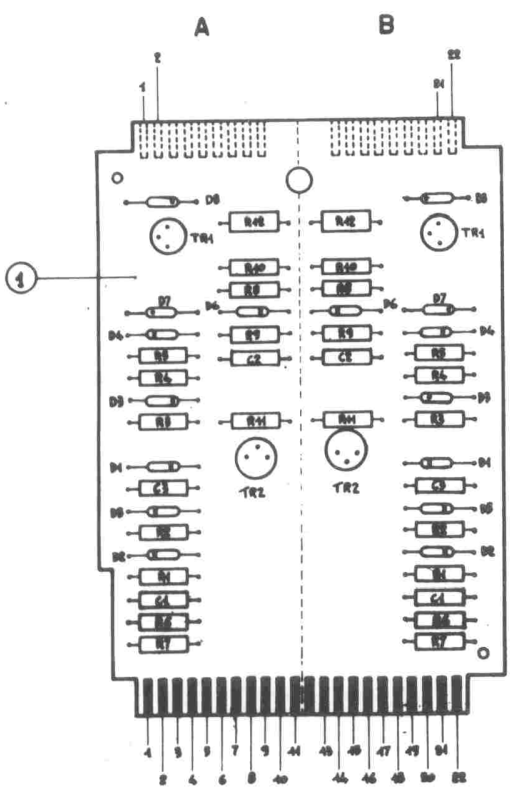 A B
1 2 21 22
D8 D8
TR1 R12 R12 TR1
1
R10 R10
R8 R8
D7 D6 D6 D7
D4 R9 R9 D4
R5 C2 C2 R5
R4 R4
D3 D3
R3 R11 R11 R3
D1 TR2 TR2 D1
C3 C3
D5 D5
R2 R2
D2 D2
R1 R1
C1 C1
R6 R6
R7 R7
1 3 5 7 9 11 13 15 17 19 21
2 4 6 8 10 14 16 18 20 22